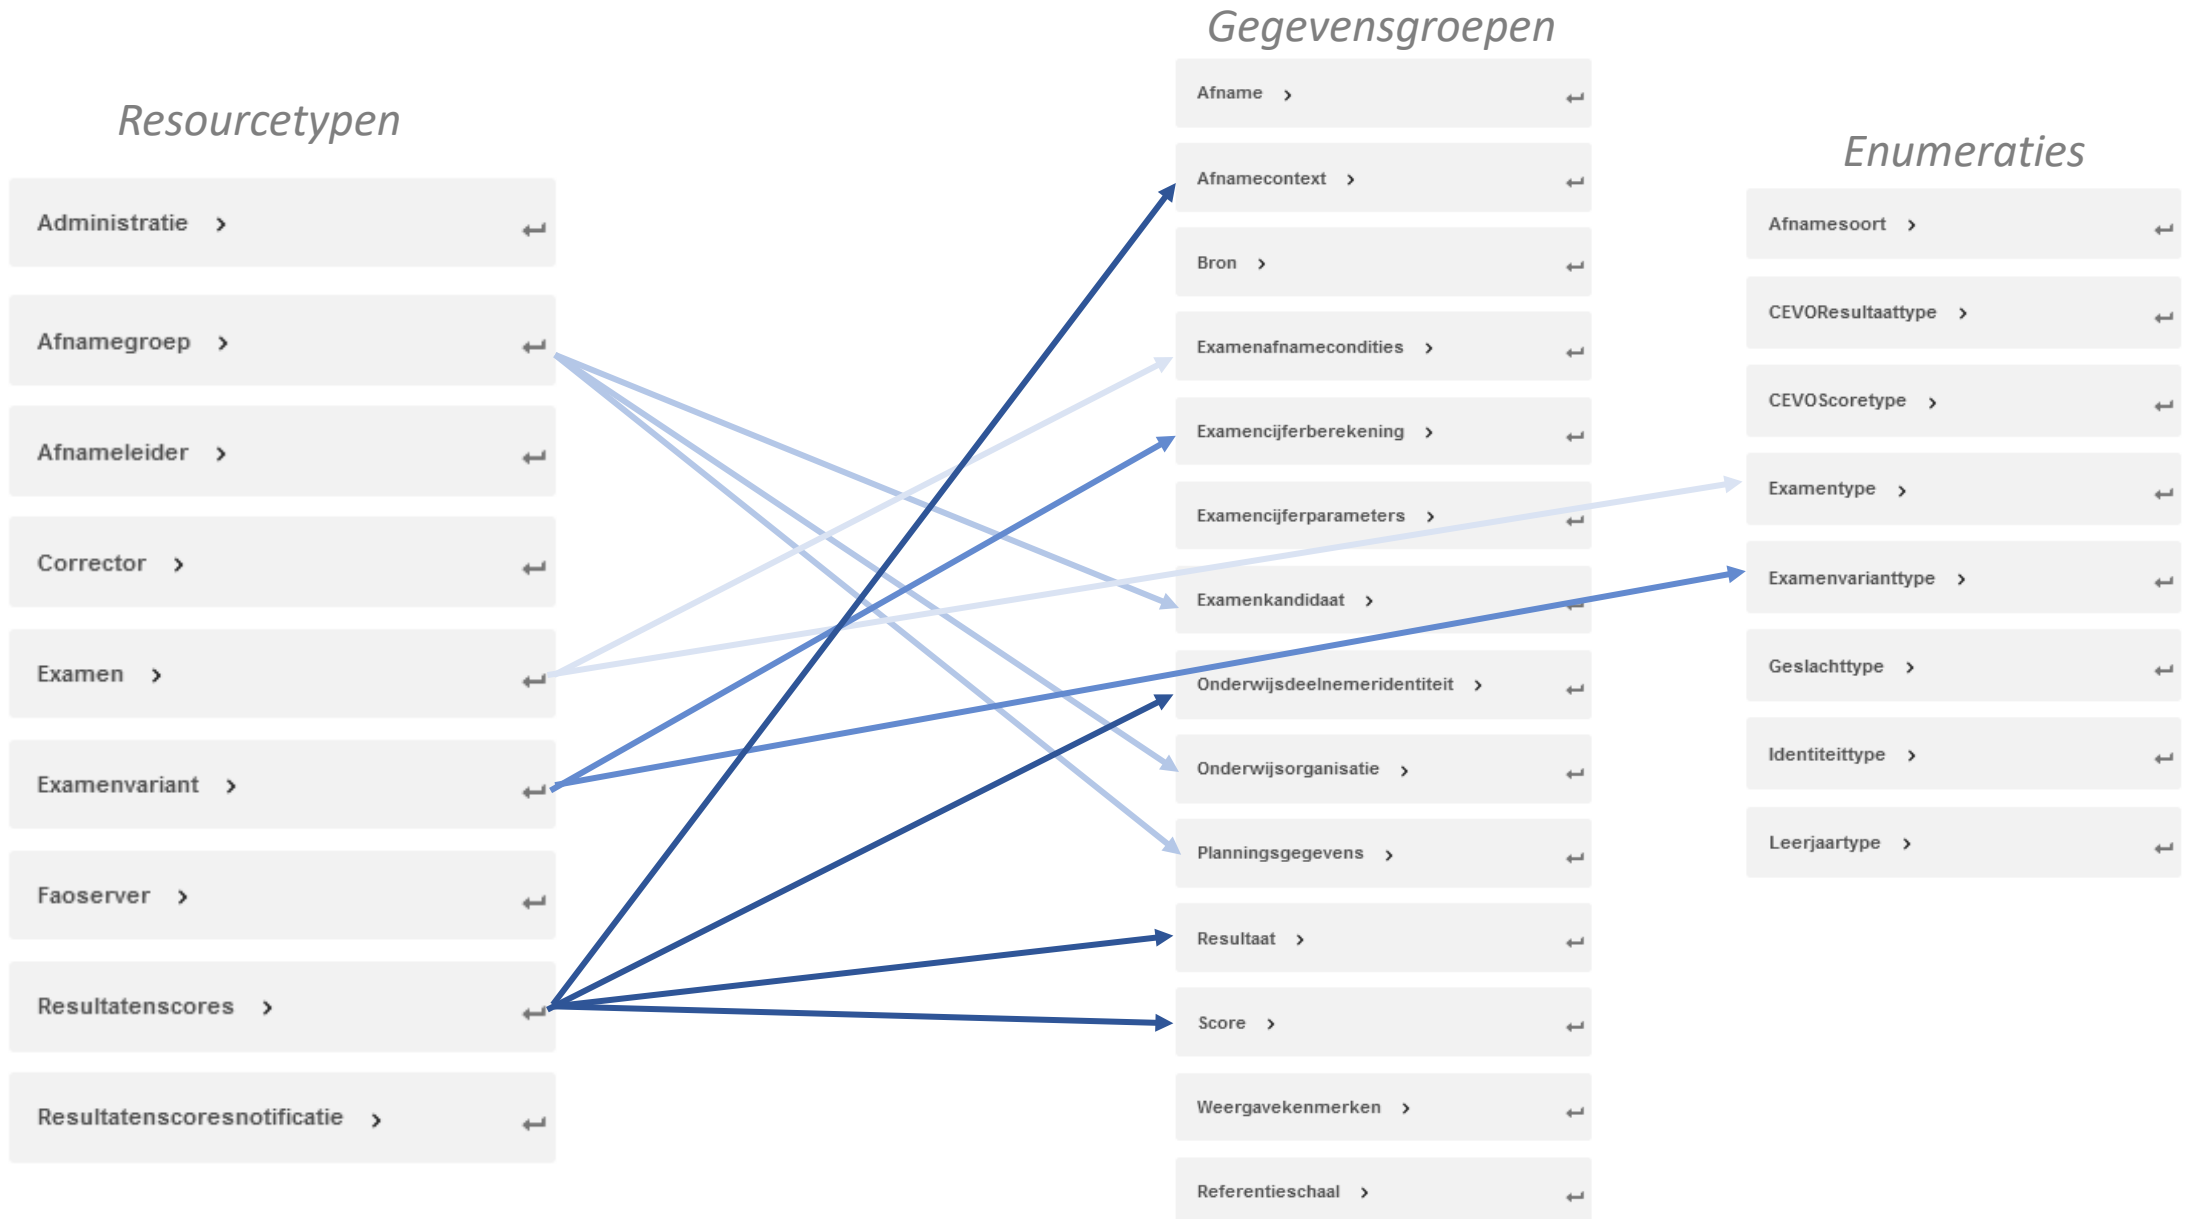 Resourcetypen
Administratie
Afnamegroep
Afnameleider
Corrector
Examen
Examenvariant
Faoserver
Resultatenscores
Resultatenscoresnotificatie
Gegevensgroepen
Afname
Afnamecontext
Bron
Examenafnamecondities
Examencijferberekening
Examencijferparameters
Examenkandidaat
Onderwijsdeelnemeridentiteit
Onderwijsorganisatie
Planningsgegevens
Resultaat
Score
Weergavekenmerken
Referentieschaal
Enumeraties
Afnamesoort
CEVOResultaattype
CEVOScoretype
Examentype
Examenvarianttype
Geslachttype
Identiteittype
Leerjaartype